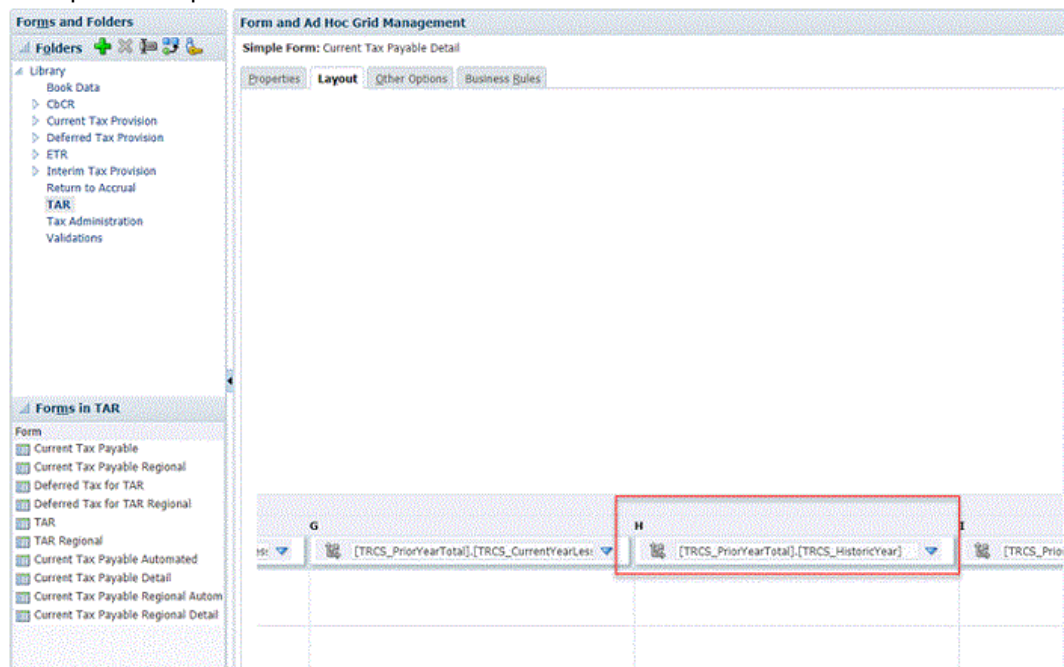 Forms and Folders
Folders
Library
Book Data
CbCR
Current Tax Provision
Deferred Tax Provision
ETR
Interim Tax Provision
Return to Accrual
TAR
Tax Administration
Validations
Forms in TAR
Form
Current Tax Payable
Current Tax Payable Regional
Deferred Tax for TAR
Deferred Tax for TAR Regional
TAR
TAR Regional
Current Tax Payable Automated
Current Tax Payable Detail
Current Tax Payable Regional Autom
Current Tax Payable Regional Detail
Form and Ad Hoc Grid Management
Simple Form: Current Tax Payable Detail
Properties Layout Other Options Business Rules
G H I
[TRCS_PriorYearTotal].[TRCS_CurrentYearLes: [TRCS_PriorYearTotal].[TRCS_HistoricYear] [TRCS_Prio